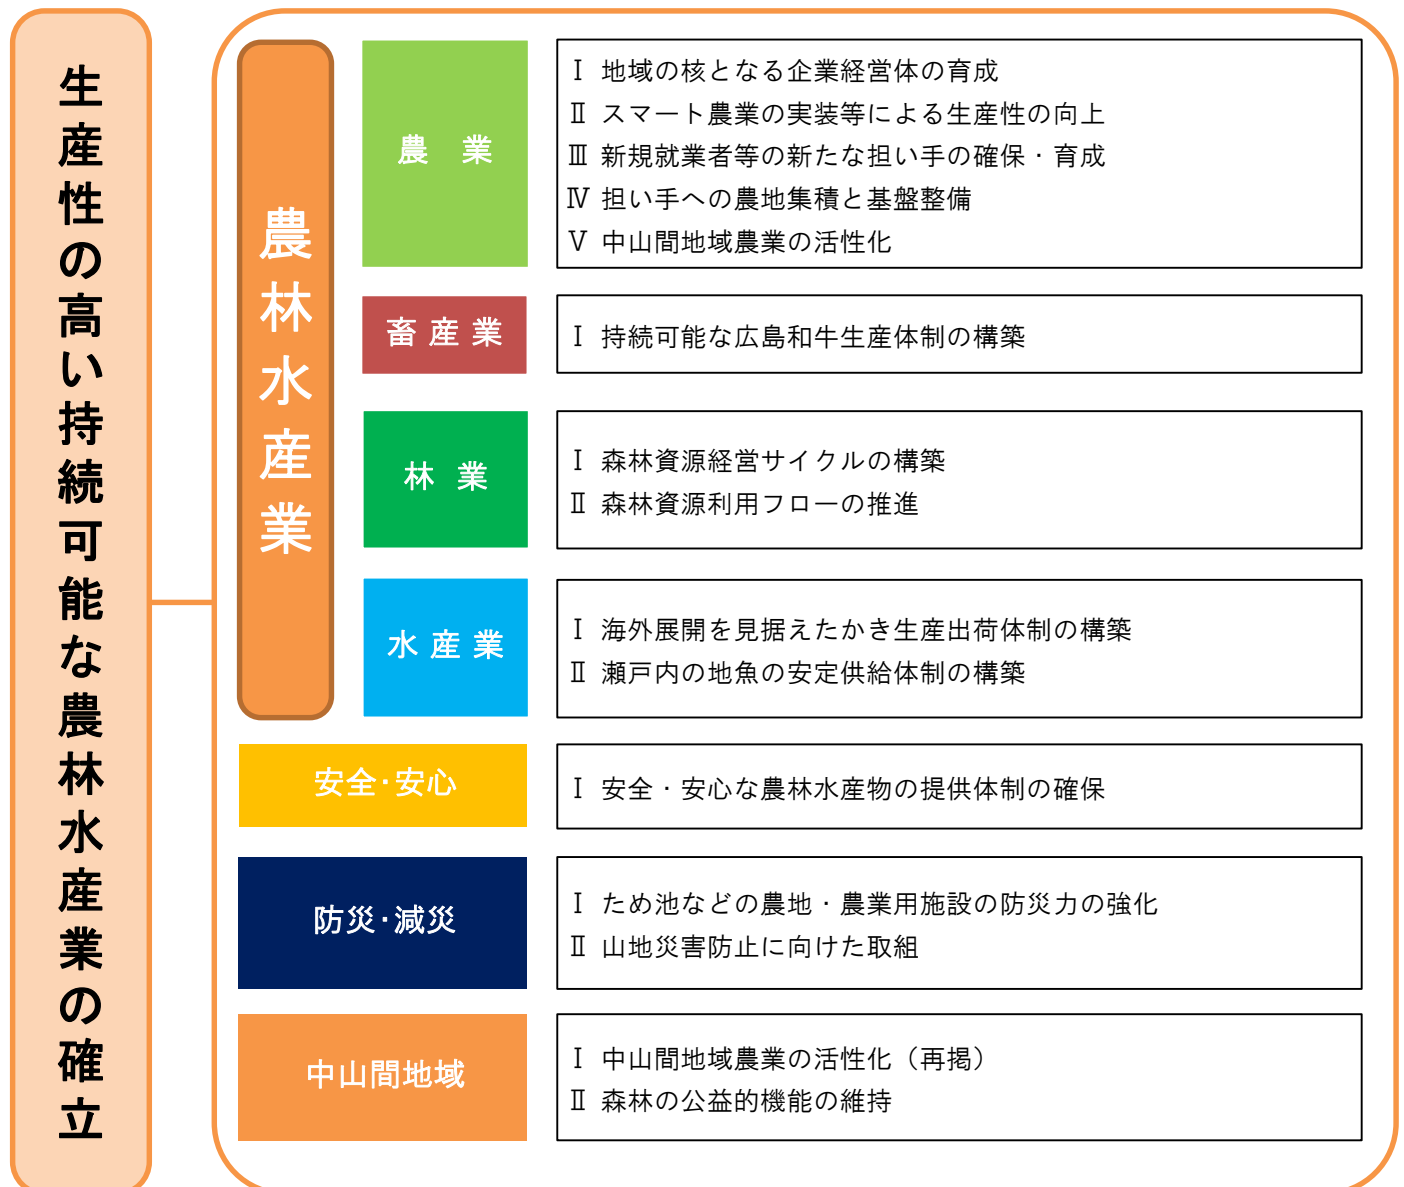 生産性の高い持続可能な農林水産業の確立
農林水産業
農　業
Ⅰ 地域の核となる企業経営体の育成
Ⅱ スマート農業の実装等による生産性の向上
Ⅲ 新規就業者等の新たな担い手の確保・育成
Ⅳ 担い手への農地集積と基盤整備
Ⅴ 中山間地域農業の活性化
畜 産 業
Ⅰ 持続可能な広島和牛生産体制の構築
林 業
Ⅰ 森林資源経営サイクルの構築
Ⅱ 森林資源利用フローの推進
水 産 業
Ⅰ 海外展開を見据えたかき生産出荷体制の構築
Ⅱ 瀬戸内の地魚の安定供給体制の構築
安全･安心
Ⅰ 安全・安心な農林水産物の提供体制の確保
防災･減災
Ⅰ ため池などの農地・農業用施設の防災力の強化
Ⅱ 山地災害防止に向けた取組
中山間地域
Ⅰ 中山間地域農業の活性化（再掲）
Ⅱ 森林の公益的機能の維持